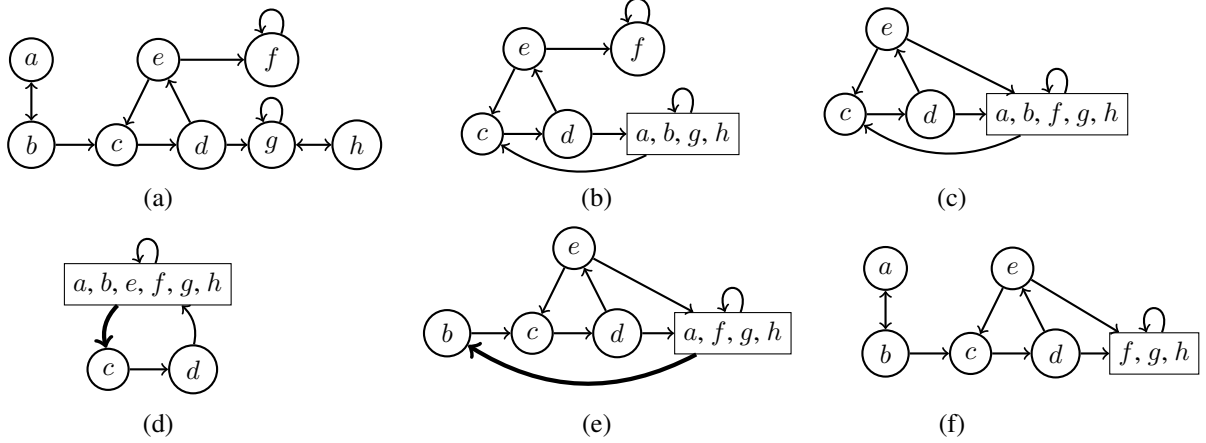 a
e
f
b
c
d
g
h
(a)
e
f
c
d
a, b, g, h
(b)
e
c
d
a, b, f, g, h
(c)
a, b, e, f, g, h
c
d
(d)
e
b
c
d
a, f, g, h
(e)
a
e
b
c
d
f, g, h
(f)